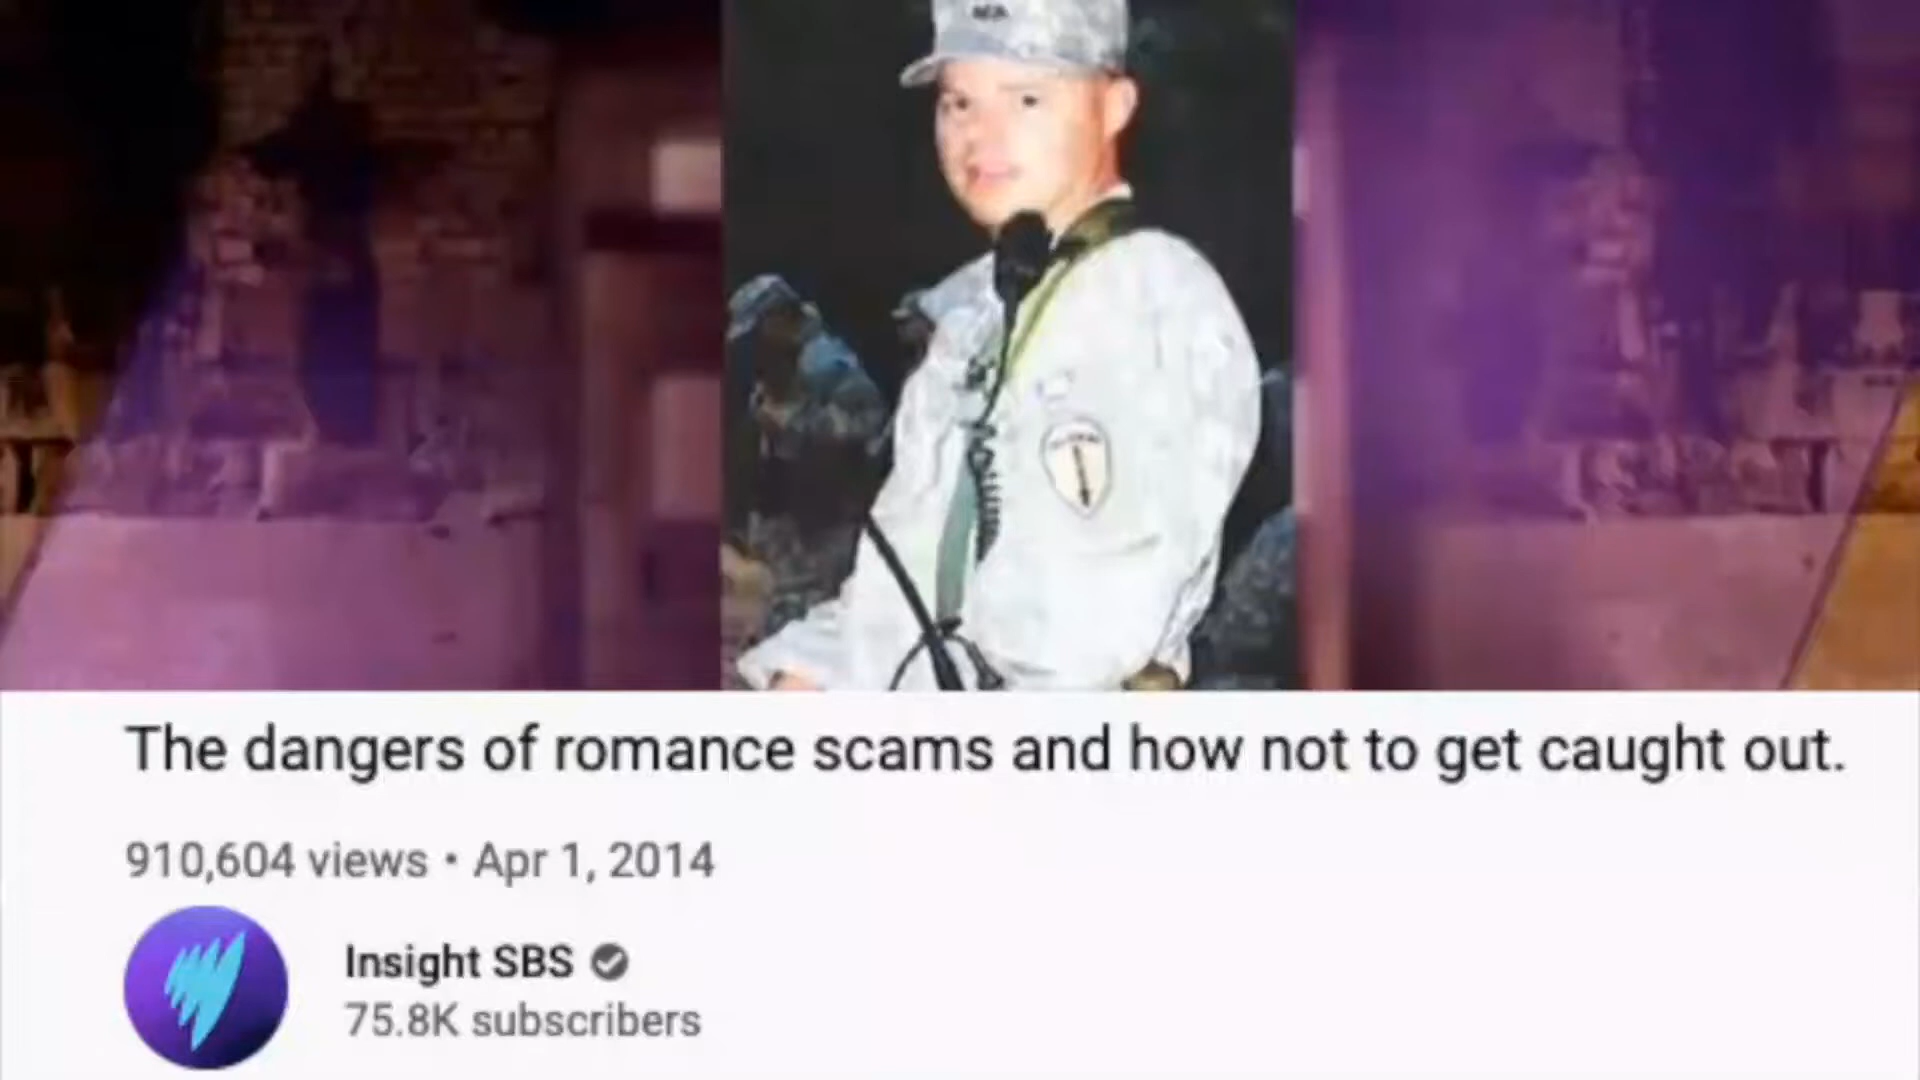 The dangers of romance scams and how not to get caught out.
910,604 views • Apr 1, 2014
Insight SBS
75.8K subscribers